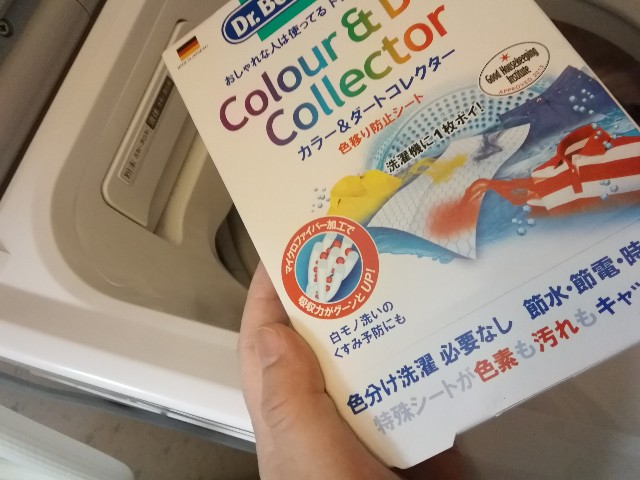 Dr. Be
おしゃれな人は使ってる
Colour & D
Collector
カラー&ダートコレクター
色移り防止シート
洗濯機に1枚ポイ!
Good Housekeeping
Institute
APPROVED
マイクロファイバー加工で
吸収力がグーンとUP!
白モノ洗いの
くすみ予防にも
色分け洗濯 必要なし 節水・節電・時
特殊シートが色素も汚れもキャッ